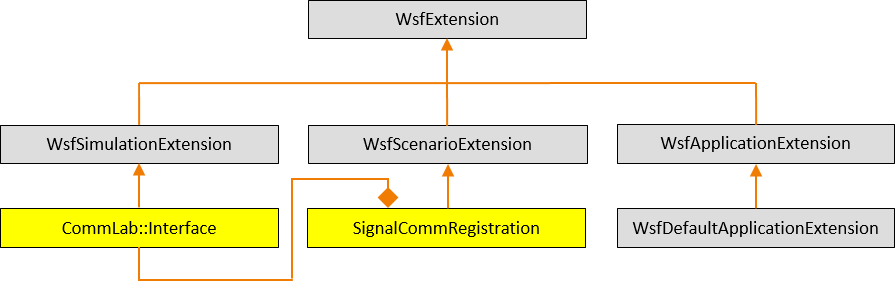 WsfExtension
WsfSimulationExtension
WsfScenarioExtension
WsfApplicationExtension
CommLab::Interface
SignalCommRegistration
WsfDefaultApplicationExtension